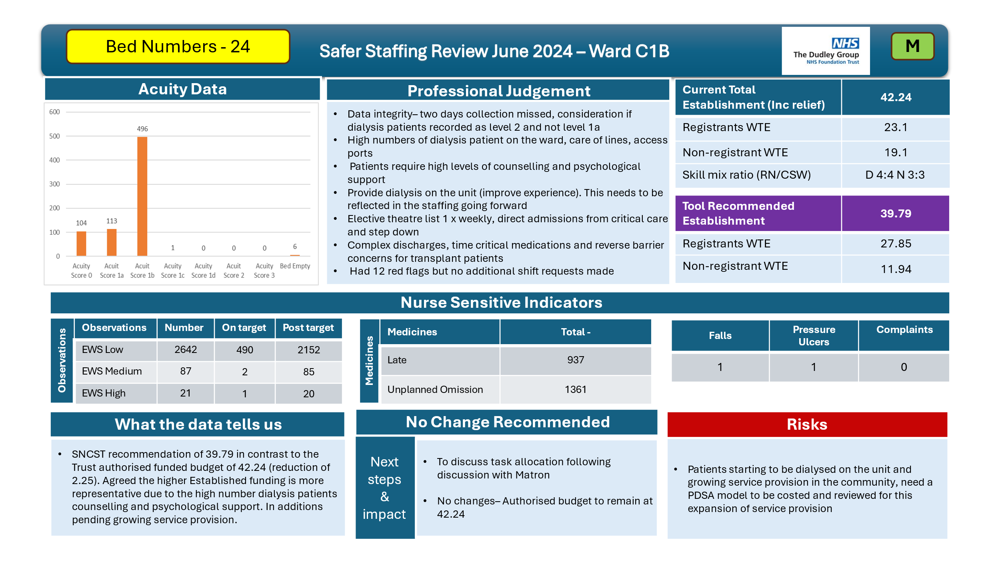 Bed Numbers - 24
Safer Staffing Review June 2024 – Ward C1B
NHS
The Dudley Group
NHS Foundation Trust
M
Acuity Data
600
500
400
300
200
100
0
104
113
496
1
0
0
0
6
Acuity Score 0
Acuit Score 1a
Acuit Score 1b
Acuity Score 1c
Acuity Score 1d
Acuit Score 2
Acuity Score 3
Bed Empty
Professional Judgement
• Data integrity– two days collection missed, consideration if
dialysis patients recorded as level 2 and not level 1a
• High numbers of dialysis patient on the ward, care of lines, access
ports
• Patients require high levels of counselling and psychological
support
• Provide dialysis on the unit (improve experience). This needs to be
reflected in the staffing going forward
• Elective theatre list 1 x weekly, direct admissions from critical care
and step down
• Complex discharges, time critical medications and reverse barrier
concerns for transplant patients
• Had 12 red flags but no additional shift requests made
Current Total
Establishment (Inc relief) 42.24
Registrants WTE 23.1
Non-registrant WTE 19.1
Skill mix ratio (RN/CSW) D 4:4 N 3:3
Tool Recommended
Establishment 39.79
Registrants WTE 27.85
Non-registrant WTE 11.94
Nurse Sensitive Indicators
Observations
Observations Number On target Post target
EWS Low 2642 490 2152
EWS Medium 87 2 85
EWS High 21 1 20
Medicines
Medicines Total -
Late 937
Unplanned Omission 1361
Falls Pressure Ulcers Complaints
1 1 0
What the data tells us
• SNCST recommendation of 39.79 in contrast to the
Trust authorised funded budget of 42.24 (reduction of
2.25). Agreed the higher Established funding is more
representative due to the high number dialysis patients
counselling and psychological support. In additions
pending growing service provision.
No Change Recommended
Next
steps
&
impact
• To discuss task allocation following
discussion with Matron
• No changes– Authorised budget to remain at
42.24
Risks
• Patients starting to be dialysed on the unit and
growing service provision in the community, need a
PDSA model to be costed and reviewed for this
expansion of service provision